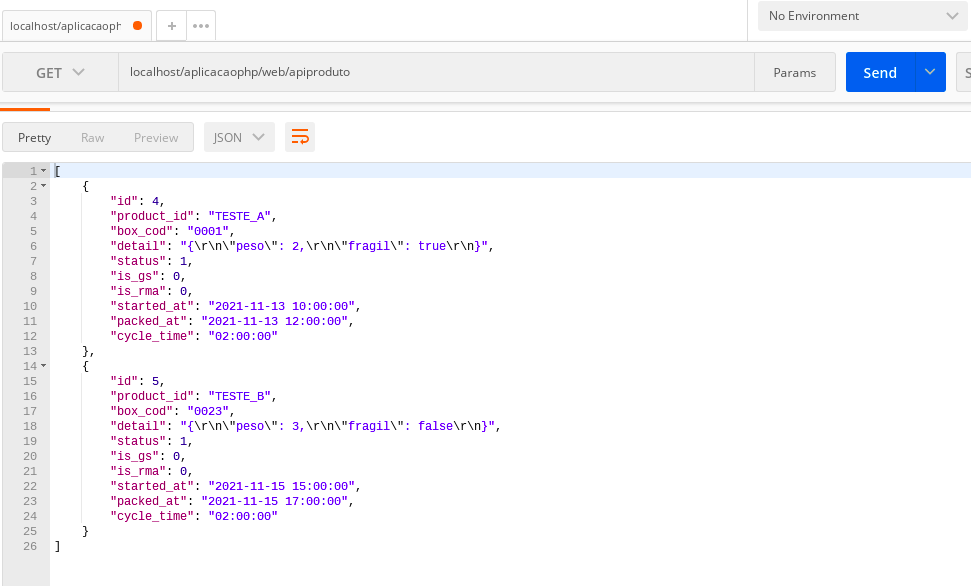 localhost/aplicacaoph
+
No Environment
GET
localhost/aplicacaophp/web/apiproduto
Params
Send
S
Pretty
Raw
Preview
JSON
1 [
2 {
3 "id": 4,
4 "product_id": "TESTE_A",
5 "box_cod": "0001",
6 "detail": "{\r\n\"peso\": 2,\r\n\"fragil\": true\r\n}",
7 "status": 1,
8 "is_gs": 0,
9 "is_rma": 0,
10 "started_at": "2021-11-13 10:00:00",
11 "packed_at": "2021-11-13 12:00:00",
12 "cycle_time": "02:00:00"
13 },
14 {
15 "id": 5,
16 "product_id": "TESTE_B",
17 "box_cod": "0023",
18 "detail": "{\r\n\"peso\": 3,\r\n\"fragil\": false\r\n}",
19 "status": 1,
20 "is_gs": 0,
21 "is_rma": 0,
22 "started_at": "2021-11-15 15:00:00",
23 "packed_at": "2021-11-15 17:00:00",
24 "cycle_time": "02:00:00"
25 }
26 ]